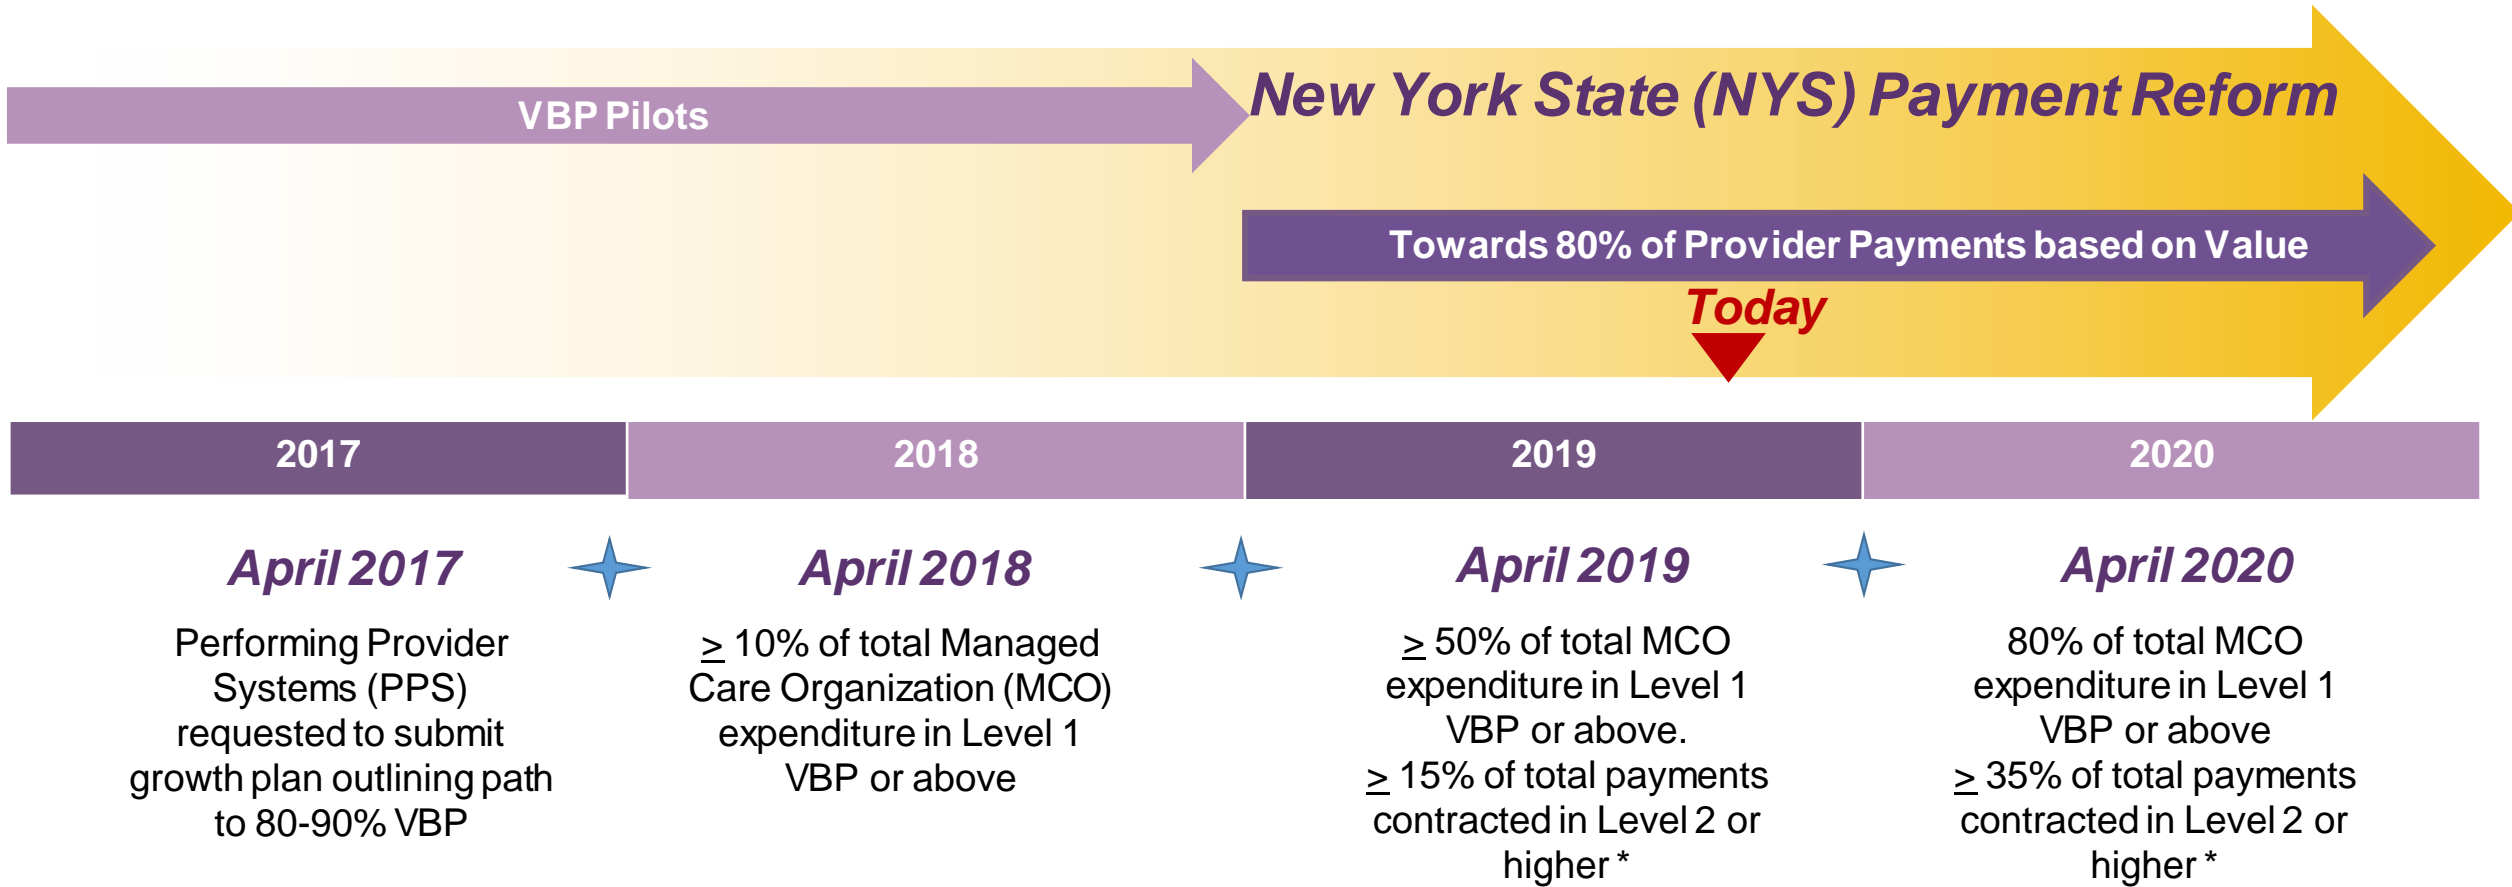 New York State (NYS) Payment Reform
VBP Pilots
Towards 80% of Provider Payments based on Value
Today
2017
2018
2019
2020
April 2017
Performing Provider
Systems (PPS)
requested to submit
growth plan outlining path
to 80-90% VBP
April 2018
≥ 10% of total Managed
Care Organization (MCO)
expenditure in Level 1
VBP or above
April 2019
≥ 50% of total MCO
expenditure in Level 1
VBP or above.
≥ 15% of total payments
contracted in Level 2 or
higher *
April 2020
80% of total MCO
expenditure in Level 1
VBP or above
≥ 35% of total payments
contracted in Level 2 or
higher *